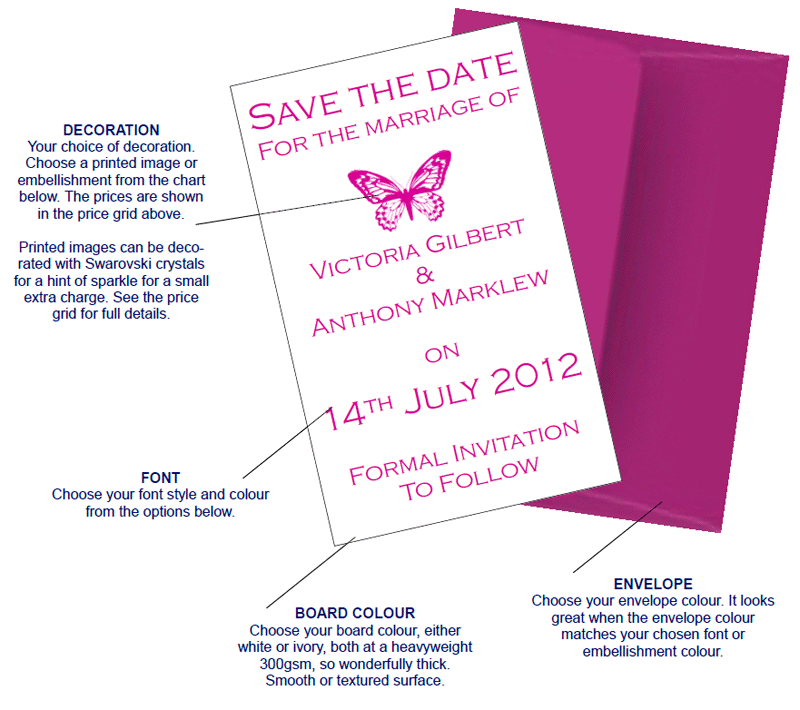 SAVE THE DATE
FOR THE MARRIAGE OF
VICTORIA GILBERT
&
ANTHONY MARKLEW
ON
14TH JULY 2012
FORMAL INVITATION
TO FOLLOW
DECORATION
Your choice of decoration.
Choose a printed image or
embellishment from the chart
below. The prices are shown
in the price grid above.
Printed images can be deco-
rated with Swarovski crystals
for a hint of sparkle for a small
extra charge. See the price
grid for full details.
FONT
Choose your font style and colour
from the options below.
BOARD COLOUR
Choose your board colour, either
white or ivory, both at a heavyweight
300gsm, so wonderfully thick.
Smooth or textured surface.
ENVELOPE
Choose your envelope colour. It looks
great when the envelope colour
matches your chosen font or
embellishment colour.